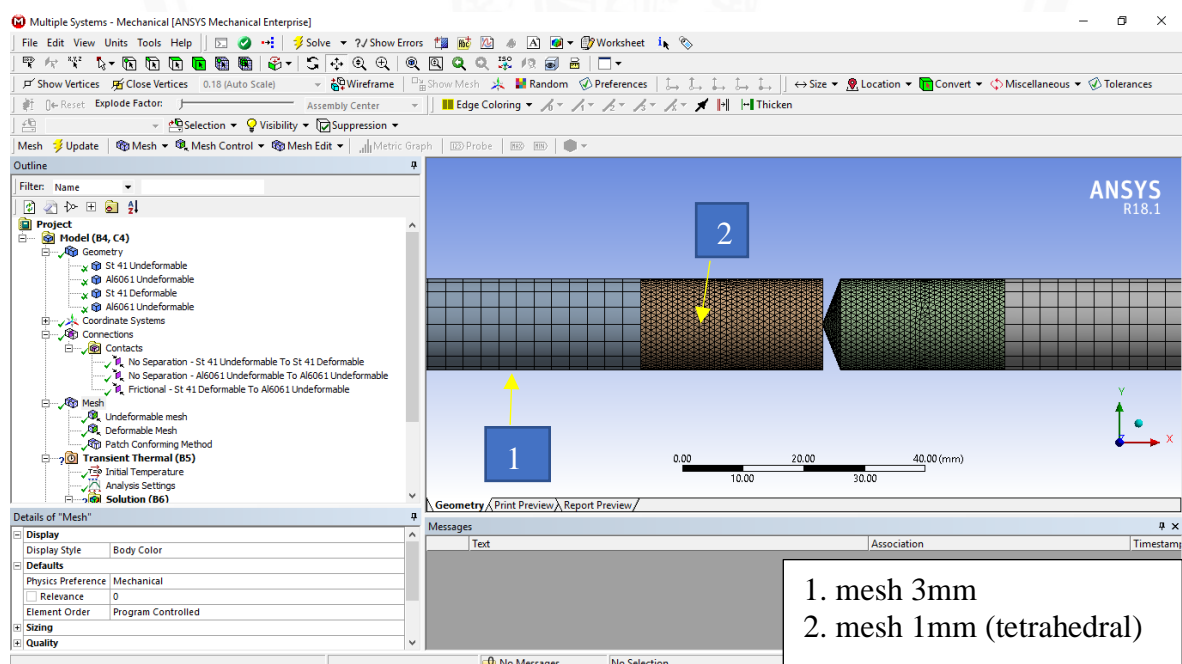 Multiple Systems - Mechanical [ANSYS Mechanical Enterprise]
File Edit View Units Tools Help Solve ?/ Show Errors Worksheet
Show Vertices Close Vertices 0.18 (Auto Scale) Wireframe Show Mesh Random Preferences Size Location Convert Miscellaneous Tolerances
Reset Explode Factor: Assembly Center Edge Coloring Thicken
Selection Visibility Suppression
Mesh Update Mesh Mesh Control Mesh Edit Metric Graph Probe
Outline
Filter: Name
Project
Model (B4, C4)
Geometry
St 41 Undeformable
Al6061 Undeformable
St 41 Deformable
Al6061 Undeformable
Coordinate Systems
Connections
Contacts
No Separation - St 41 Undeformable To St 41 Deformable
No Separation - Al6061 Undeformable To Al6061 Undeformable
Frictional - St 41 Deformable To Al6061 Undeformable
Mesh
Undeformable mesh
Deformable Mesh
Patch Conforming Method
Transient Thermal (B5)
Initial Temperature
Analysis Settings
Solution (B6)
ANSYS
R18.1
2
1
Y
X
0.00 20.00 40.00 (mm)
10.00 30.00
Geometry Print Preview Report Preview
Details of "Mesh"
Display
Display Style Body Color
Defaults
Physics Preference Mechanical
Relevance 0
Element Order Program Controlled
Sizing
Quality
Messages
Text Association Timestamp
1. mesh 3mm
2. mesh 1mm (tetrahedral)
No Messages No Selection